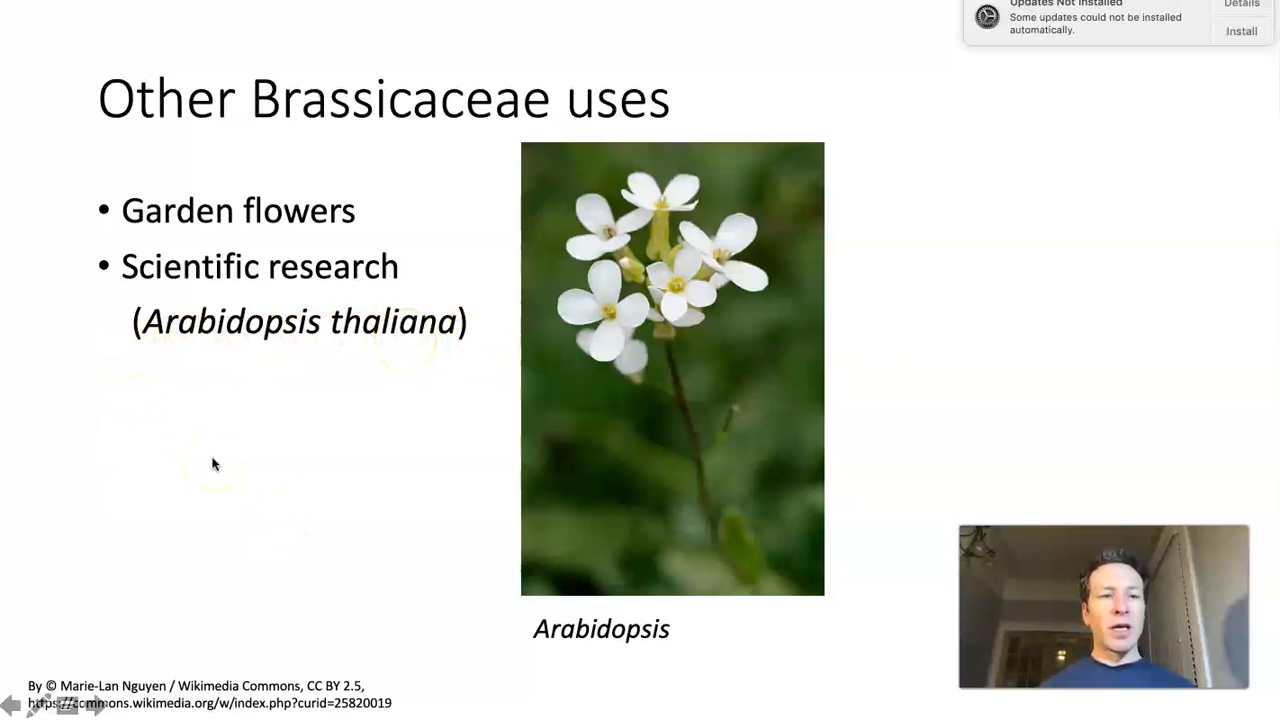 Updates Not Installed
Some updates could not be installed
automatically.
Details
Install
Other Brassicaceae uses
• Garden flowers
• Scientific research
(Arabidopsis thaliana)
Arabidopsis
By © Marie-Lan Nguyen / Wikimedia Commons, CC BY 2.5,
https://commons.wikimedia.org/w/index.php?curid=25820019